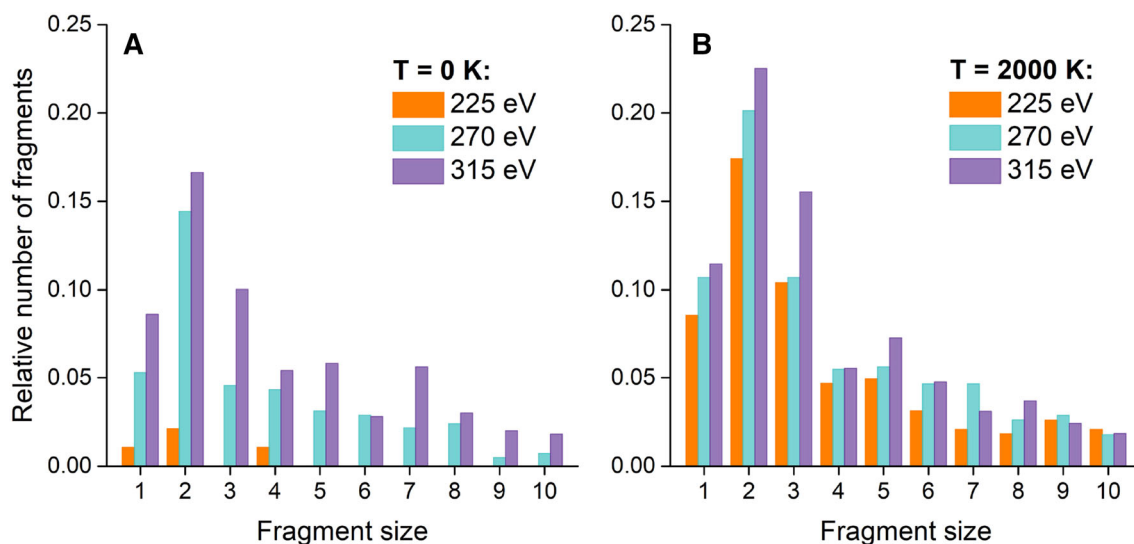 A
T = 0 K:
225 eV
270 eV
315 eV
Relative number of fragments
0.25
0.20
0.15
0.10
0.05
0.00
1 2 3 4 5 6 7 8 9 10
Fragment size
B
T = 2000 K:
225 eV
270 eV
315 eV
0.25
0.20
0.15
0.10
0.05
0.00
1 2 3 4 5 6 7 8 9 10
Fragment size